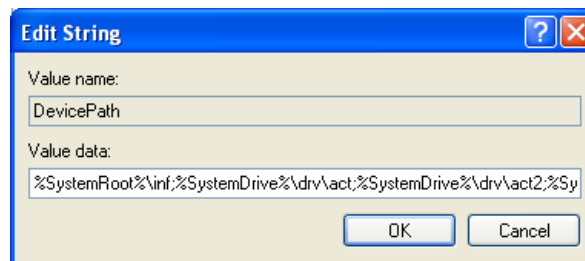 Edit String
Value name:
DevicePath
Value data:
%SystemRoot%\inf;%SystemDrive%\drv\act;%SystemDrive%\drv\act2;%Sy
OK Cancel